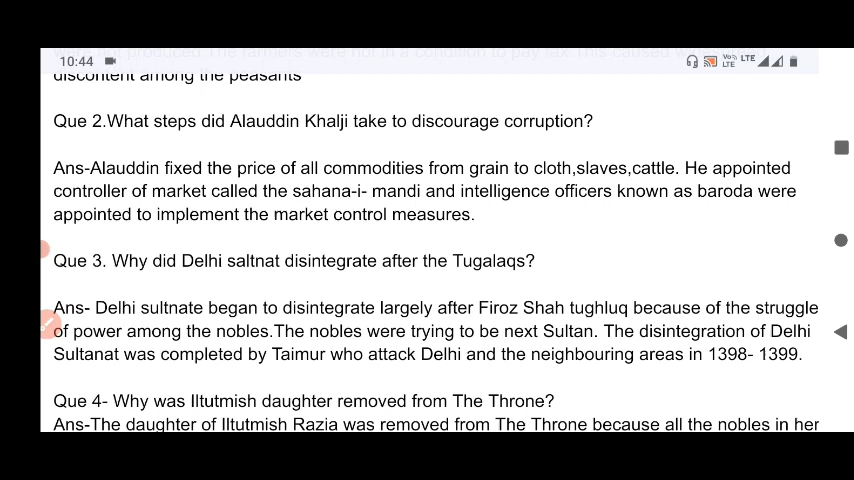 10:44
Vo) LTE LTE
discontent among the peasants
Que 2.What steps did Alauddin Khalji take to discourage corruption?
Ans-Alauddin fixed the price of all commodities from grain to cloth,slaves,cattle. He appointed
controller of market called the sahana-i- mandi and intelligence officers known as baroda were
appointed to implement the market control measures.
Que 3. Why did Delhi saltnat disintegrate after the Tugalaqs?
Ans- Delhi sultnate began to disintegrate largely after Firoz Shah tughluq because of the struggle
of power among the nobles.The nobles were trying to be next Sultan. The disintegration of Delhi
Sultanat was completed by Taimur who attack Delhi and the neighbouring areas in 1398- 1399.
Que 4- Why was Iltutmish daughter removed from The Throne?
Ans-The daughter of Iltutmish Razia was removed from The Throne because all the nobles in her